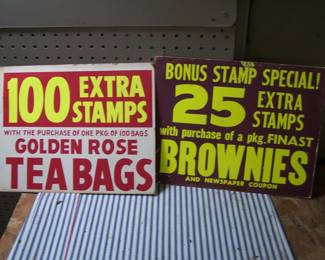 100 EXTRA
STAMPS
WITH THE PURCHASE OF ONE PKG. OF 100 BAGS
GOLDEN ROSE
TEA BAGS
BONUS STAMP SPECIAL!
25 EXTRA
STAMPS
with purchase of a pkg. FINAST
BROWNIES
AND NEWSPAPER COUPON